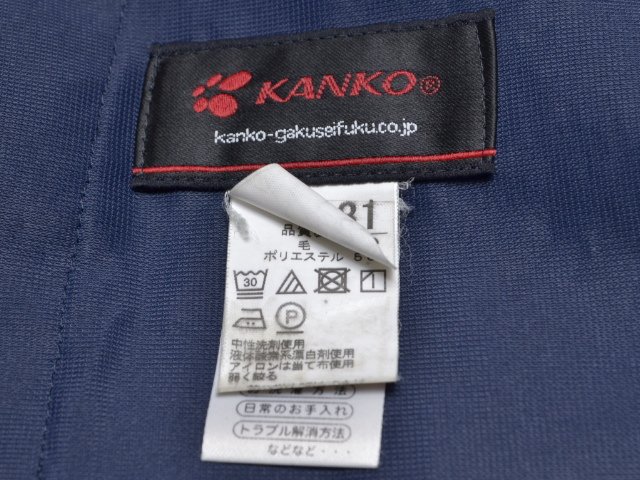 KANKO®
kanko-gakuseifuku.co.jp
31
毛
ポリエステル
30
1
P
中性洗剤使用
液体酸素系漂白剤使用
アイロンは当て布使用
弱く絞る
日常のお手入れ
トラブル解消方法
などなど・・・